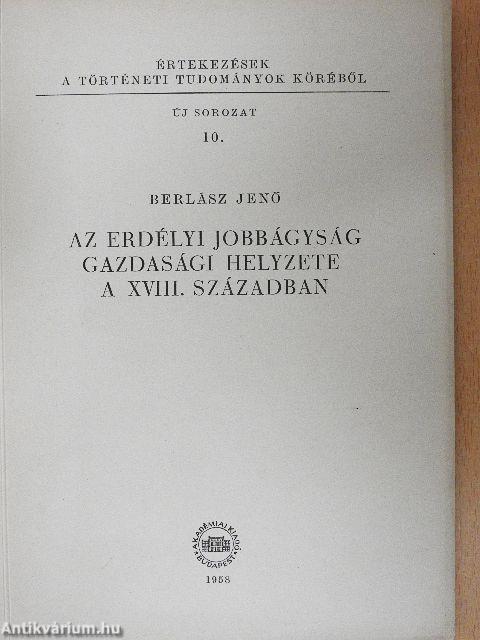 ÉRTEKEZÉSEK
A TÖRTÉNETI TUDOMÁNYOK KÖRÉBŐL
ÚJ SOROZAT
10.
BERLÁSZ JENŐ
AZ ERDÉLYI JOBBÁGYSÁG
GAZDASÁGI HELYZETE
A XVIII. SZÁZADBAN
AKADÉMIAI KIADÓ
BUDAPEST
1958
Antikvárium.hu